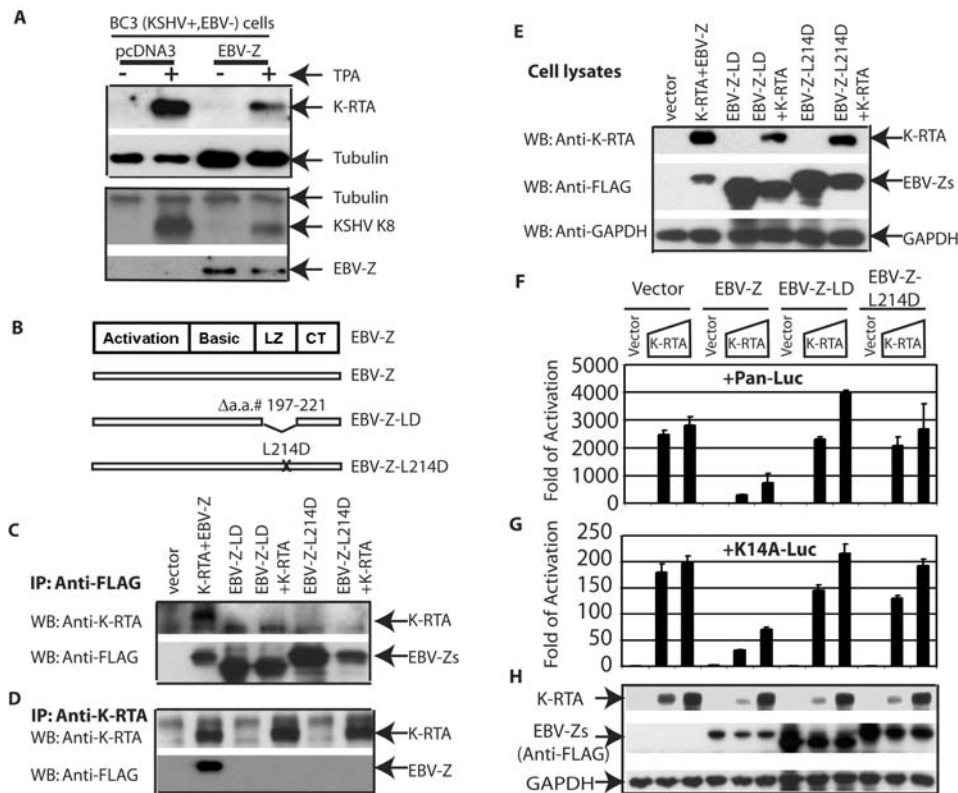 A
BC3 (KSHV+,EBV-) cells
pcDNA3 EBV-Z
- + - + TPA
K-RTA
Tubulin
Tubulin
KSHV K8
EBV-Z
B
Activation Basic LZ CT EBV-Z
EBV-Z
Δa.a.# 197-221
EBV-Z-LD
L214D
X
EBV-Z-L214D
C
vector
K-RTA+EBV-Z
EBV-Z-LD
EBV-Z-LD
+K-RTA
EBV-Z-L214D
EBV-Z-L214D
+K-RTA
IP: Anti-FLAG
WB: Anti-K-RTA K-RTA
WB: Anti-FLAG EBV-Zs
D
IP: Anti-K-RTA
WB: Anti-K-RTA K-RTA
WB: Anti-FLAG EBV-Z
E
Cell lysates
vector
K-RTA+EBV-Z
EBV-Z-LD
EBV-Z-LD
+K-RTA
EBV-Z-L214D
EBV-Z-L214D
+K-RTA
WB: Anti-K-RTA K-RTA
WB: Anti-FLAG EBV-Zs
WB: Anti-GAPDH GAPDH
F
Vector EBV-Z EBV-Z-LD EBV-Z-
L214D
Vector K-RTA Vector K-RTA Vector K-RTA Vector K-RTA
+Pan-Luc
Fold of Activation
5000
4000
3000
2000
1000
0
G
+K14A-Luc
Fold of Activation
250
200
150
100
50
0
H
K-RTA
EBV-Zs
(Anti-FLAG)
GAPDH